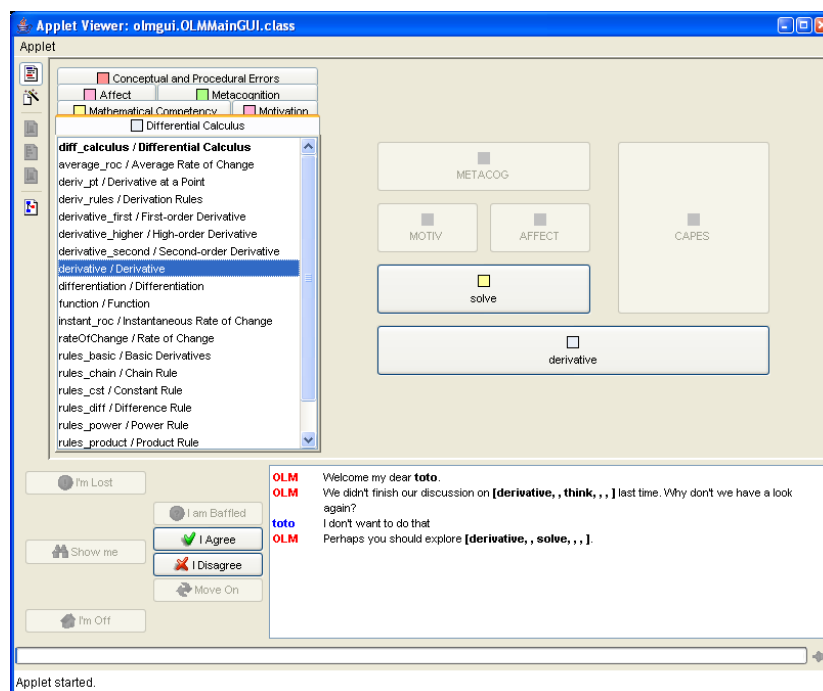 Applet Viewer: olmgui.OLMMainGUI.class
Applet
Conceptual and Procedural Errors
Affect
Metacognition
Mathematical Competency
Motivation
Differential Calculus
diff_calculus / Differential Calculus
average_roc / Average Rate of Change
deriv_pt / Derivative at a Point
deriv_rules / Derivation Rules
derivative_first / First-order Derivative
derivative_higher / High-order Derivative
derivative_second / Second-order Derivative
derivative / Derivative
differentiation / Differentiation
function / Function
instant_roc / Instantaneous Rate of Change
rateOfChange / Rate of Change
rules_basic / Basic Derivatives
rules_chain / Chain Rule
rules_cst / Constant Rule
rules_diff / Difference Rule
rules_power / Power Rule
rules_product / Product Rule
METACOG
MOTIV
AFFECT
CAPES
solve
derivative
I'm Lost
I am Baffled
I Agree
Show me
I Disagree
Move On
I'm Off
OLM Welcome my dear toto.
OLM We didn't finish our discussion on [derivative, , think, , , ] last time. Why don't we have a look
again?
toto I don't want to do that
OLM Perhaps you should explore [derivative, , solve, , , ].
Applet started.